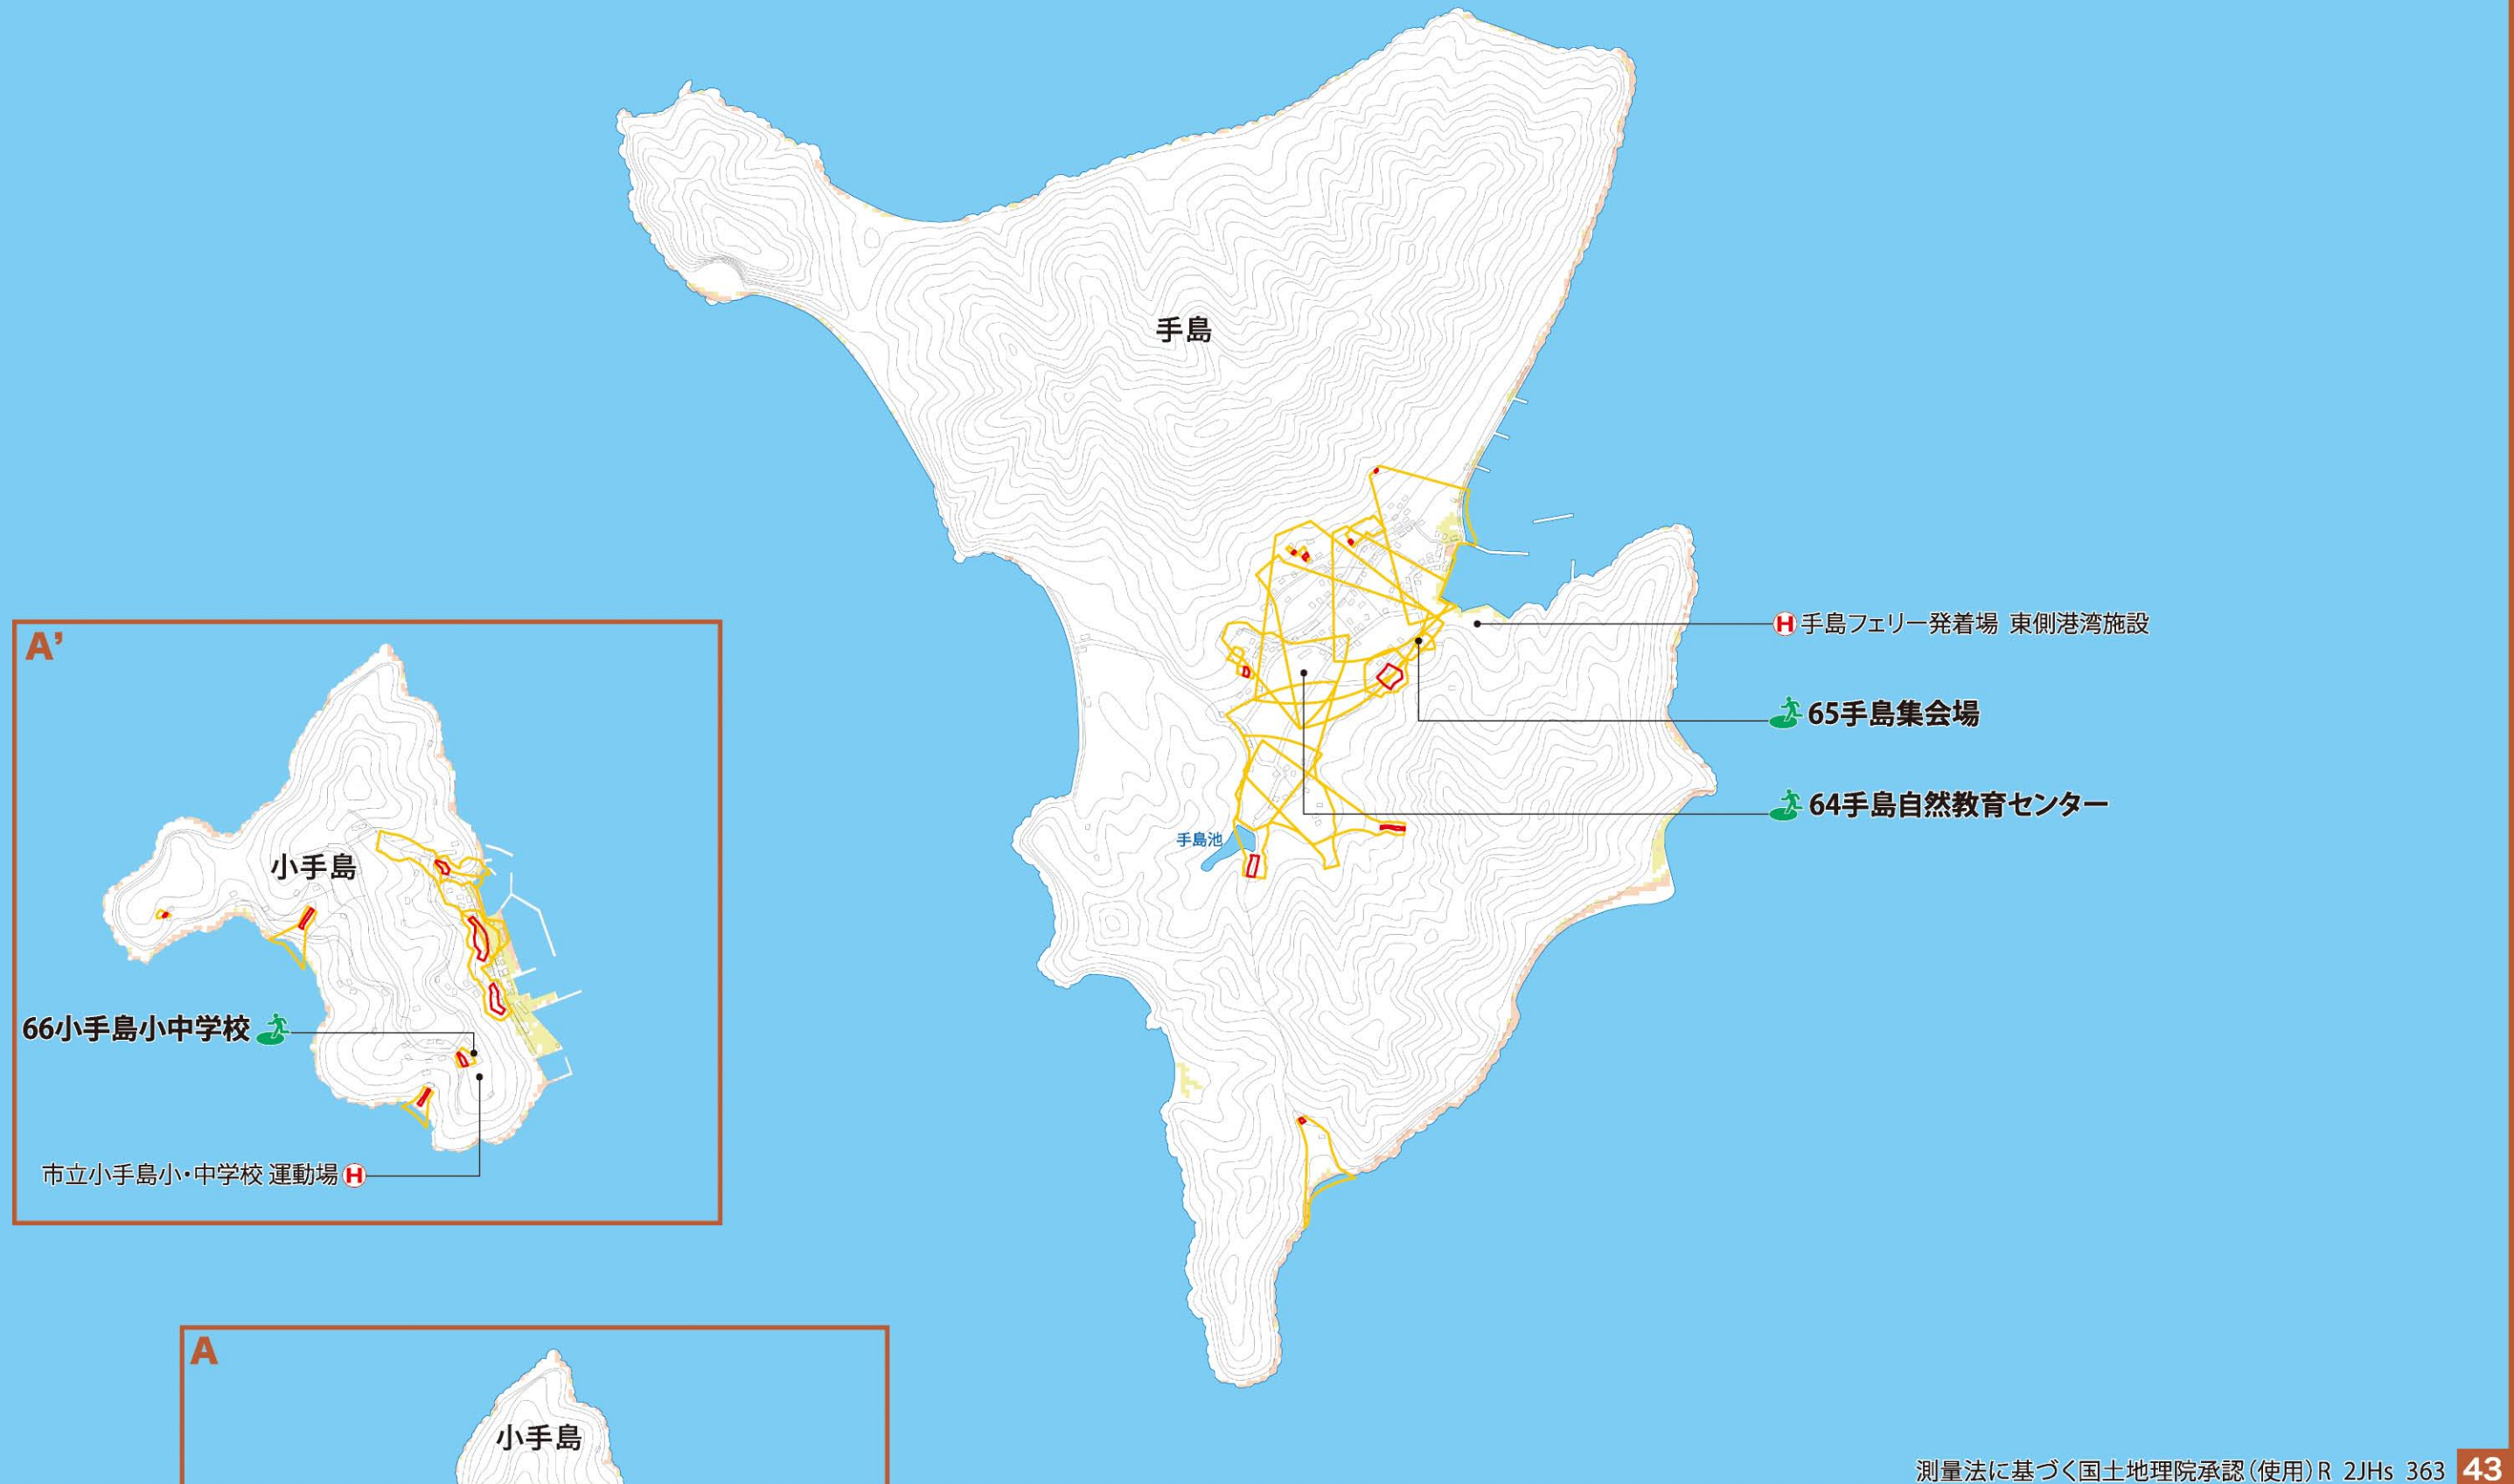 手島
手島フェリー発着場 東側港湾施設
65手島集会場
64手島自然教育センター
手島池
A’
小手島
66小手島小中学校
市立小手島小・中学校 運動場
A
小手島
測量法に基づく国土地理院承認（使用）R 2JHs 363
43